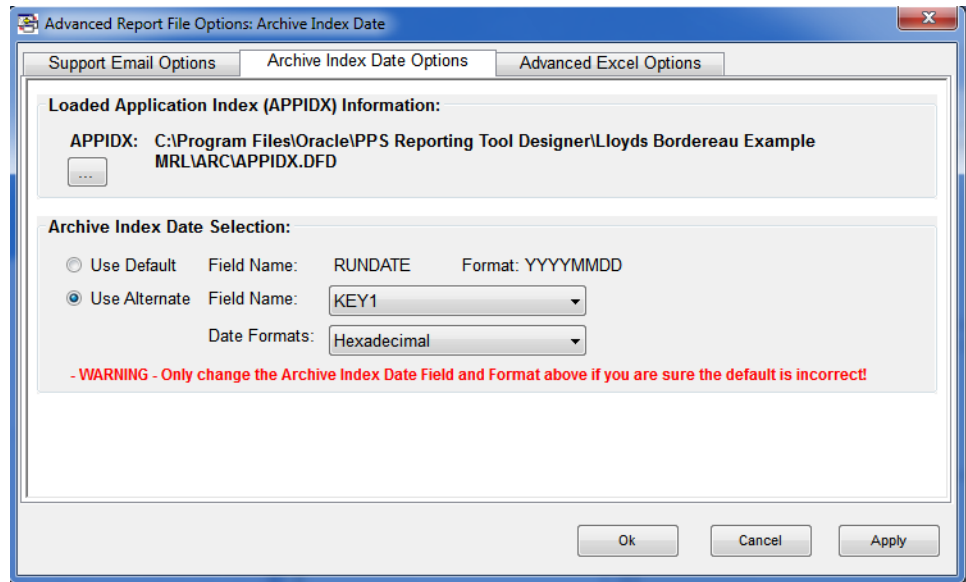 Advanced Report File Options: Archive Index Date
Support Email Options Archive Index Date Options Advanced Excel Options
Loaded Application Index (APPIDX) Information:
APPIDX: C:\Program Files\Oracle\PPS Reporting Tool Designer\Lloyds Bordereau Example
MRL\ARC\APPIDX.DFD
...
Archive Index Date Selection:
Use Default Field Name: RUNDATE Format: YYYYMMDD
Use Alternate Field Name: KEY1
Date Formats: Hexadecimal
- WARNING - Only change the Archive Index Date Field and Format above if you are sure the default is incorrect!
Ok Cancel Apply